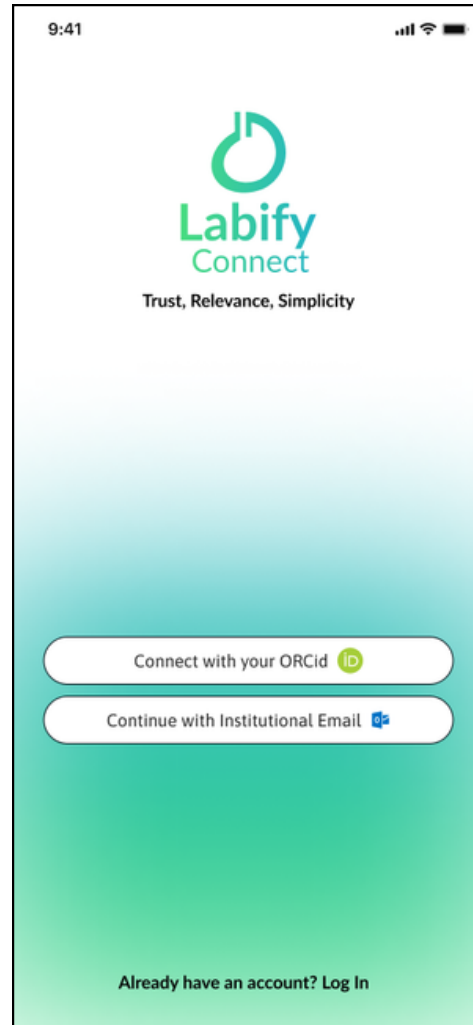 9:41
Labify
Connect
Trust, Relevance, Simplicity
Connect with your ORCid iD
Continue with Institutional Email
Already have an account? Log In